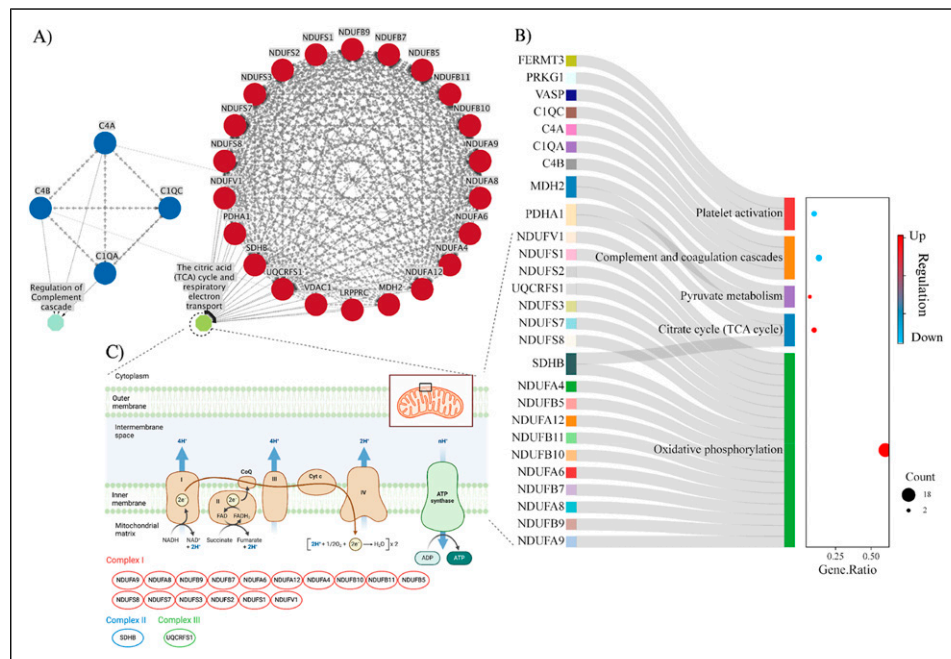 A)
NDUFB9
NDUFS1
NDUFB7
NDUFS2
NDUFB5
NDUFS3
NDUFB11
NDUFS7
NDUFB10
NDUFS8
NDUFA9
NDUFV1
NDUFA8
PDHA1
NDUFA6
SDHB
NDUFA4
UQCRFS1
NDUFA12
VDAC1
MDH2
LRPPRC
C4A
C4B
C1QC
C1QA
Regulation of
Complement
cascade
The citric acid
(TCA) cycle and
respiratory
electron
transport
B)
FERMT3
PRKG1
VASP
C1QC
C4A
C1QA
C4B
MDH2
PDHA1
NDUFV1
NDUFS1
NDUFS2
UQCRFS1
NDUFS3
NDUFS7
NDUFS8
SDHB
NDUFA4
NDUFB5
NDUFA12
NDUFB11
NDUFB10
NDUFA6
NDUFB7
NDUFA8
NDUFB9
NDUFA9
Platelet activation
Complement and coagulation cascades
Pyruvate metabolism
Citrate cycle (TCA cycle)
Oxidative phosphorylation
0.25 0.50
Gene.Ratio
Up
Regulation
Down
Count
18
2
C)
Cytoplasm
Outer
membrane
Intermembrane
space
Inner
membrane
Mitochondrial
matrix
4H⁺
4H⁺
2H⁺
nH⁺
I
2e⁻
II
2e⁻
CoQ
III
Cyt c
IV
ATP
synthase
FAD
FADH₂
NADH
NAD⁺
+ 2H⁺
Succinate
Fumarate
+ 2H⁺
[2H⁺ + 1/2O₂ + 2e⁻ → H₂O] x 2
ADP
ATP
Complex I
NDUFA9 NDUFA8 NDUFB9 NDUFB7 NDUFA6 NDUFA12 NDUFA4 NDUFB10 NDUFB11 NDUFB5
NDUFS8 NDUFS7 NDUFS3 NDUFS2 NDUFS1 NDUFV1
Complex II
SDHB
Complex III
UQCRFS1